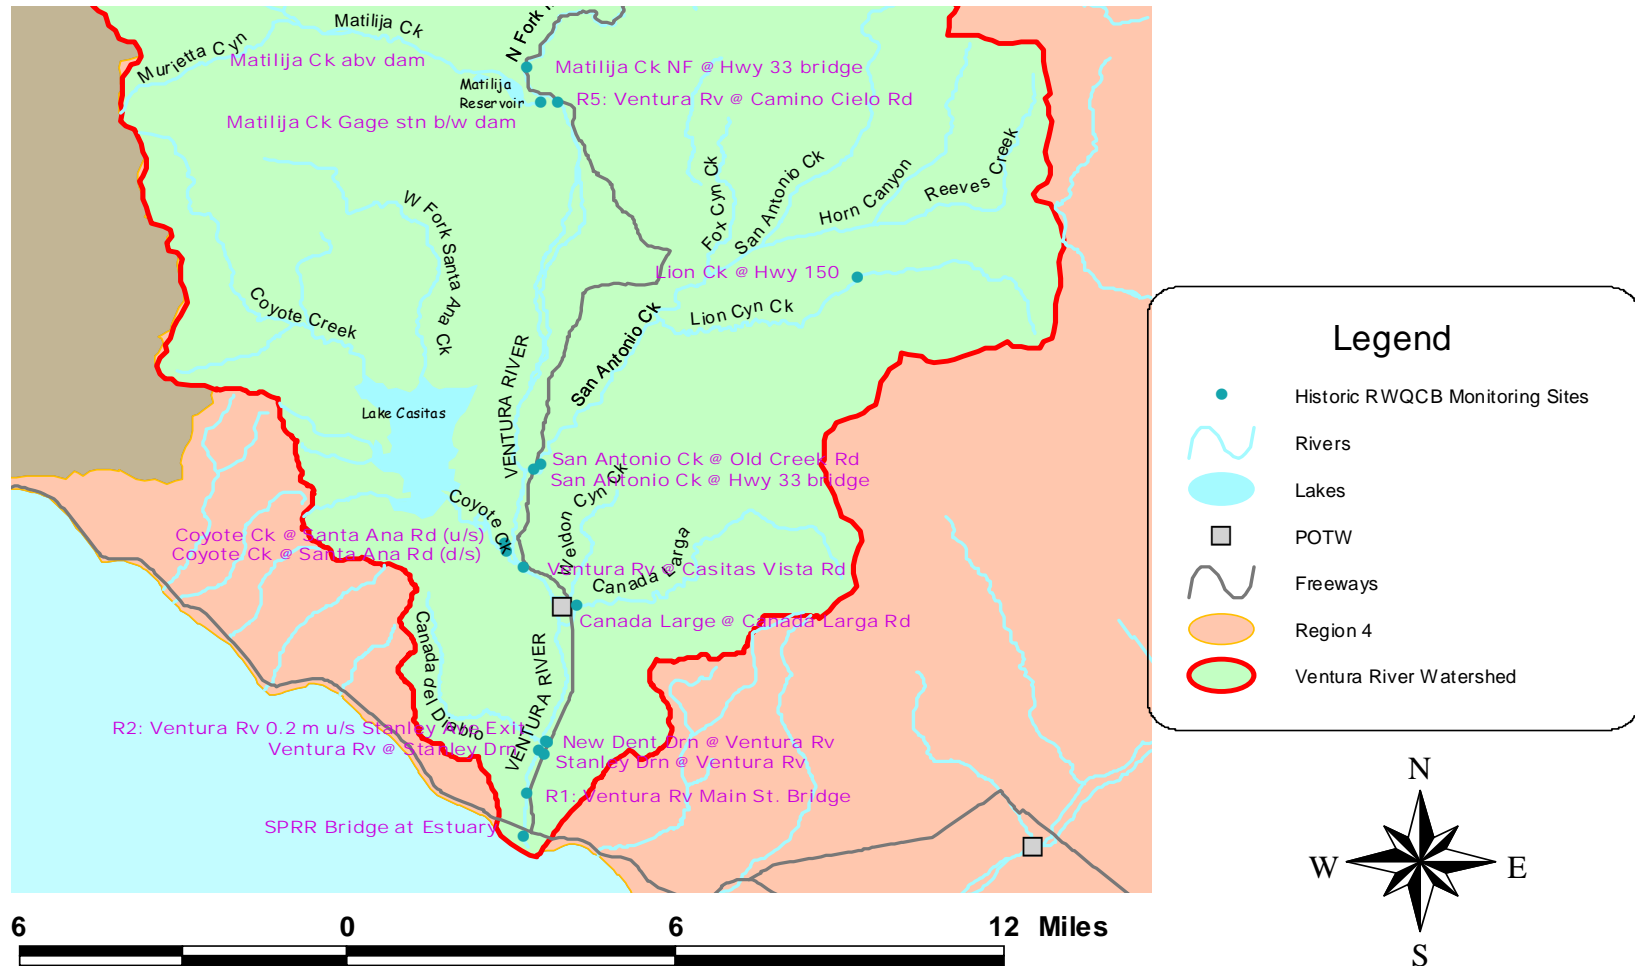 Matilija Ck
N Fork
Murietta Cyn
Matilija Ck abv dam
Matilija Ck NF @ Hwy 33 bridge
Matilija
Reservoir
R5: Ventura Rv @ Camino Cielo Rd
Matilija Ck Gage stn b/w dam
Fox Cyn Ck
San Antonio Ck
Horn Canyon
Reeves Creek
W Fork Santa Ana Ck
Lion Ck @ Hwy 150
Coyote Creek
Lion Cyn Ck
San Antonio Ck
VENTURA RIVER
Lake Casitas
San Antonio Ck @ Old Creek Rd
San Antonio Ck @ Hwy 33 bridge
Weldon Cyn Ck
Coyote Ck
Coyote Ck @ Santa Ana Rd (u/s)
Coyote Ck @ Santa Ana Rd (d/s)
Ventura Rv @ Casitas Vista Rd
Canada Larga
Canada Large @ Canada Larga Rd
Canada del Diabro
VENTURA RIVER
R2: Ventura Rv 0.2 m u/s Stanley Ave Exit
Ventura Rv @ Stanley Drn
New Dent Drn @ Ventura Rv
Stanley Drn @ Ventura Rv
R1: Ventura Rv Main St. Bridge
SPRR Bridge at Estuary
Legend
Historic RWQCB Monitoring Sites
Rivers
Lakes
POTW
Freeways
Region 4
Ventura River Watershed
N
W E
S
6 0 6 12 Miles